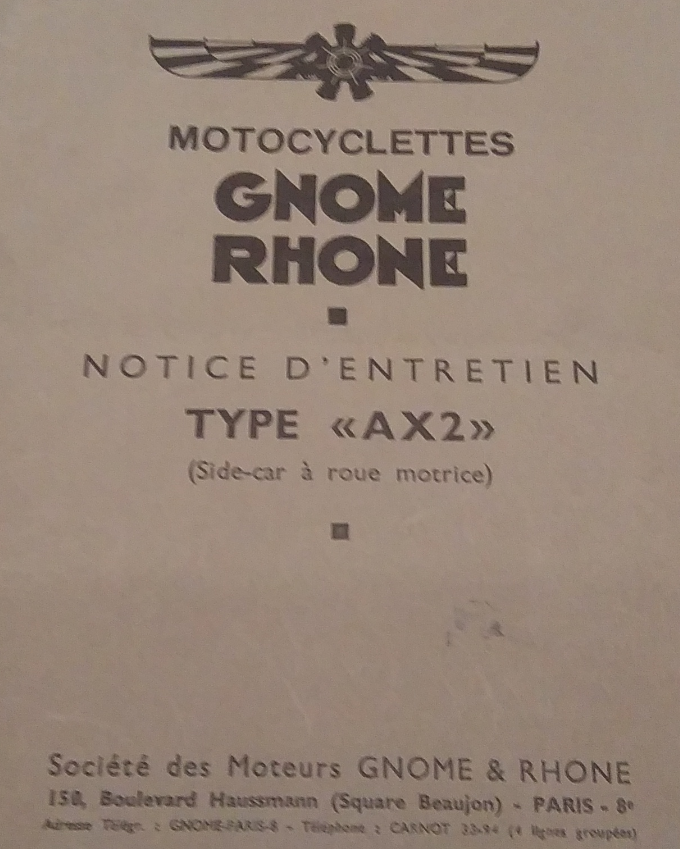 MOTOCYCLETTES
GNOME
RHONE
NOTICE D'ENTRETIEN
TYPE «AX2»
(Side-car à roue motrice)
Société des Moteurs GNOME & RHONE
150, Boulevard Haussmann (Square Beaujon) - PARIS - 8e
Adresse Télégr. : GNOME-PARIS-8 - Téléphone : CARNOT 33-94 (4 lignes groupées)